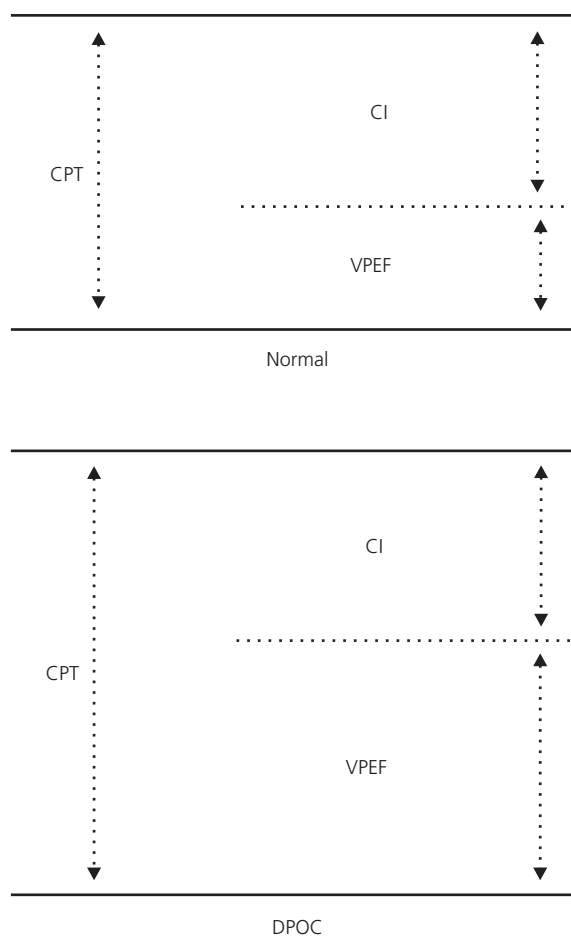 CI
CPT
VPEF
Normal
CI
CPT
VPEF
DPOC